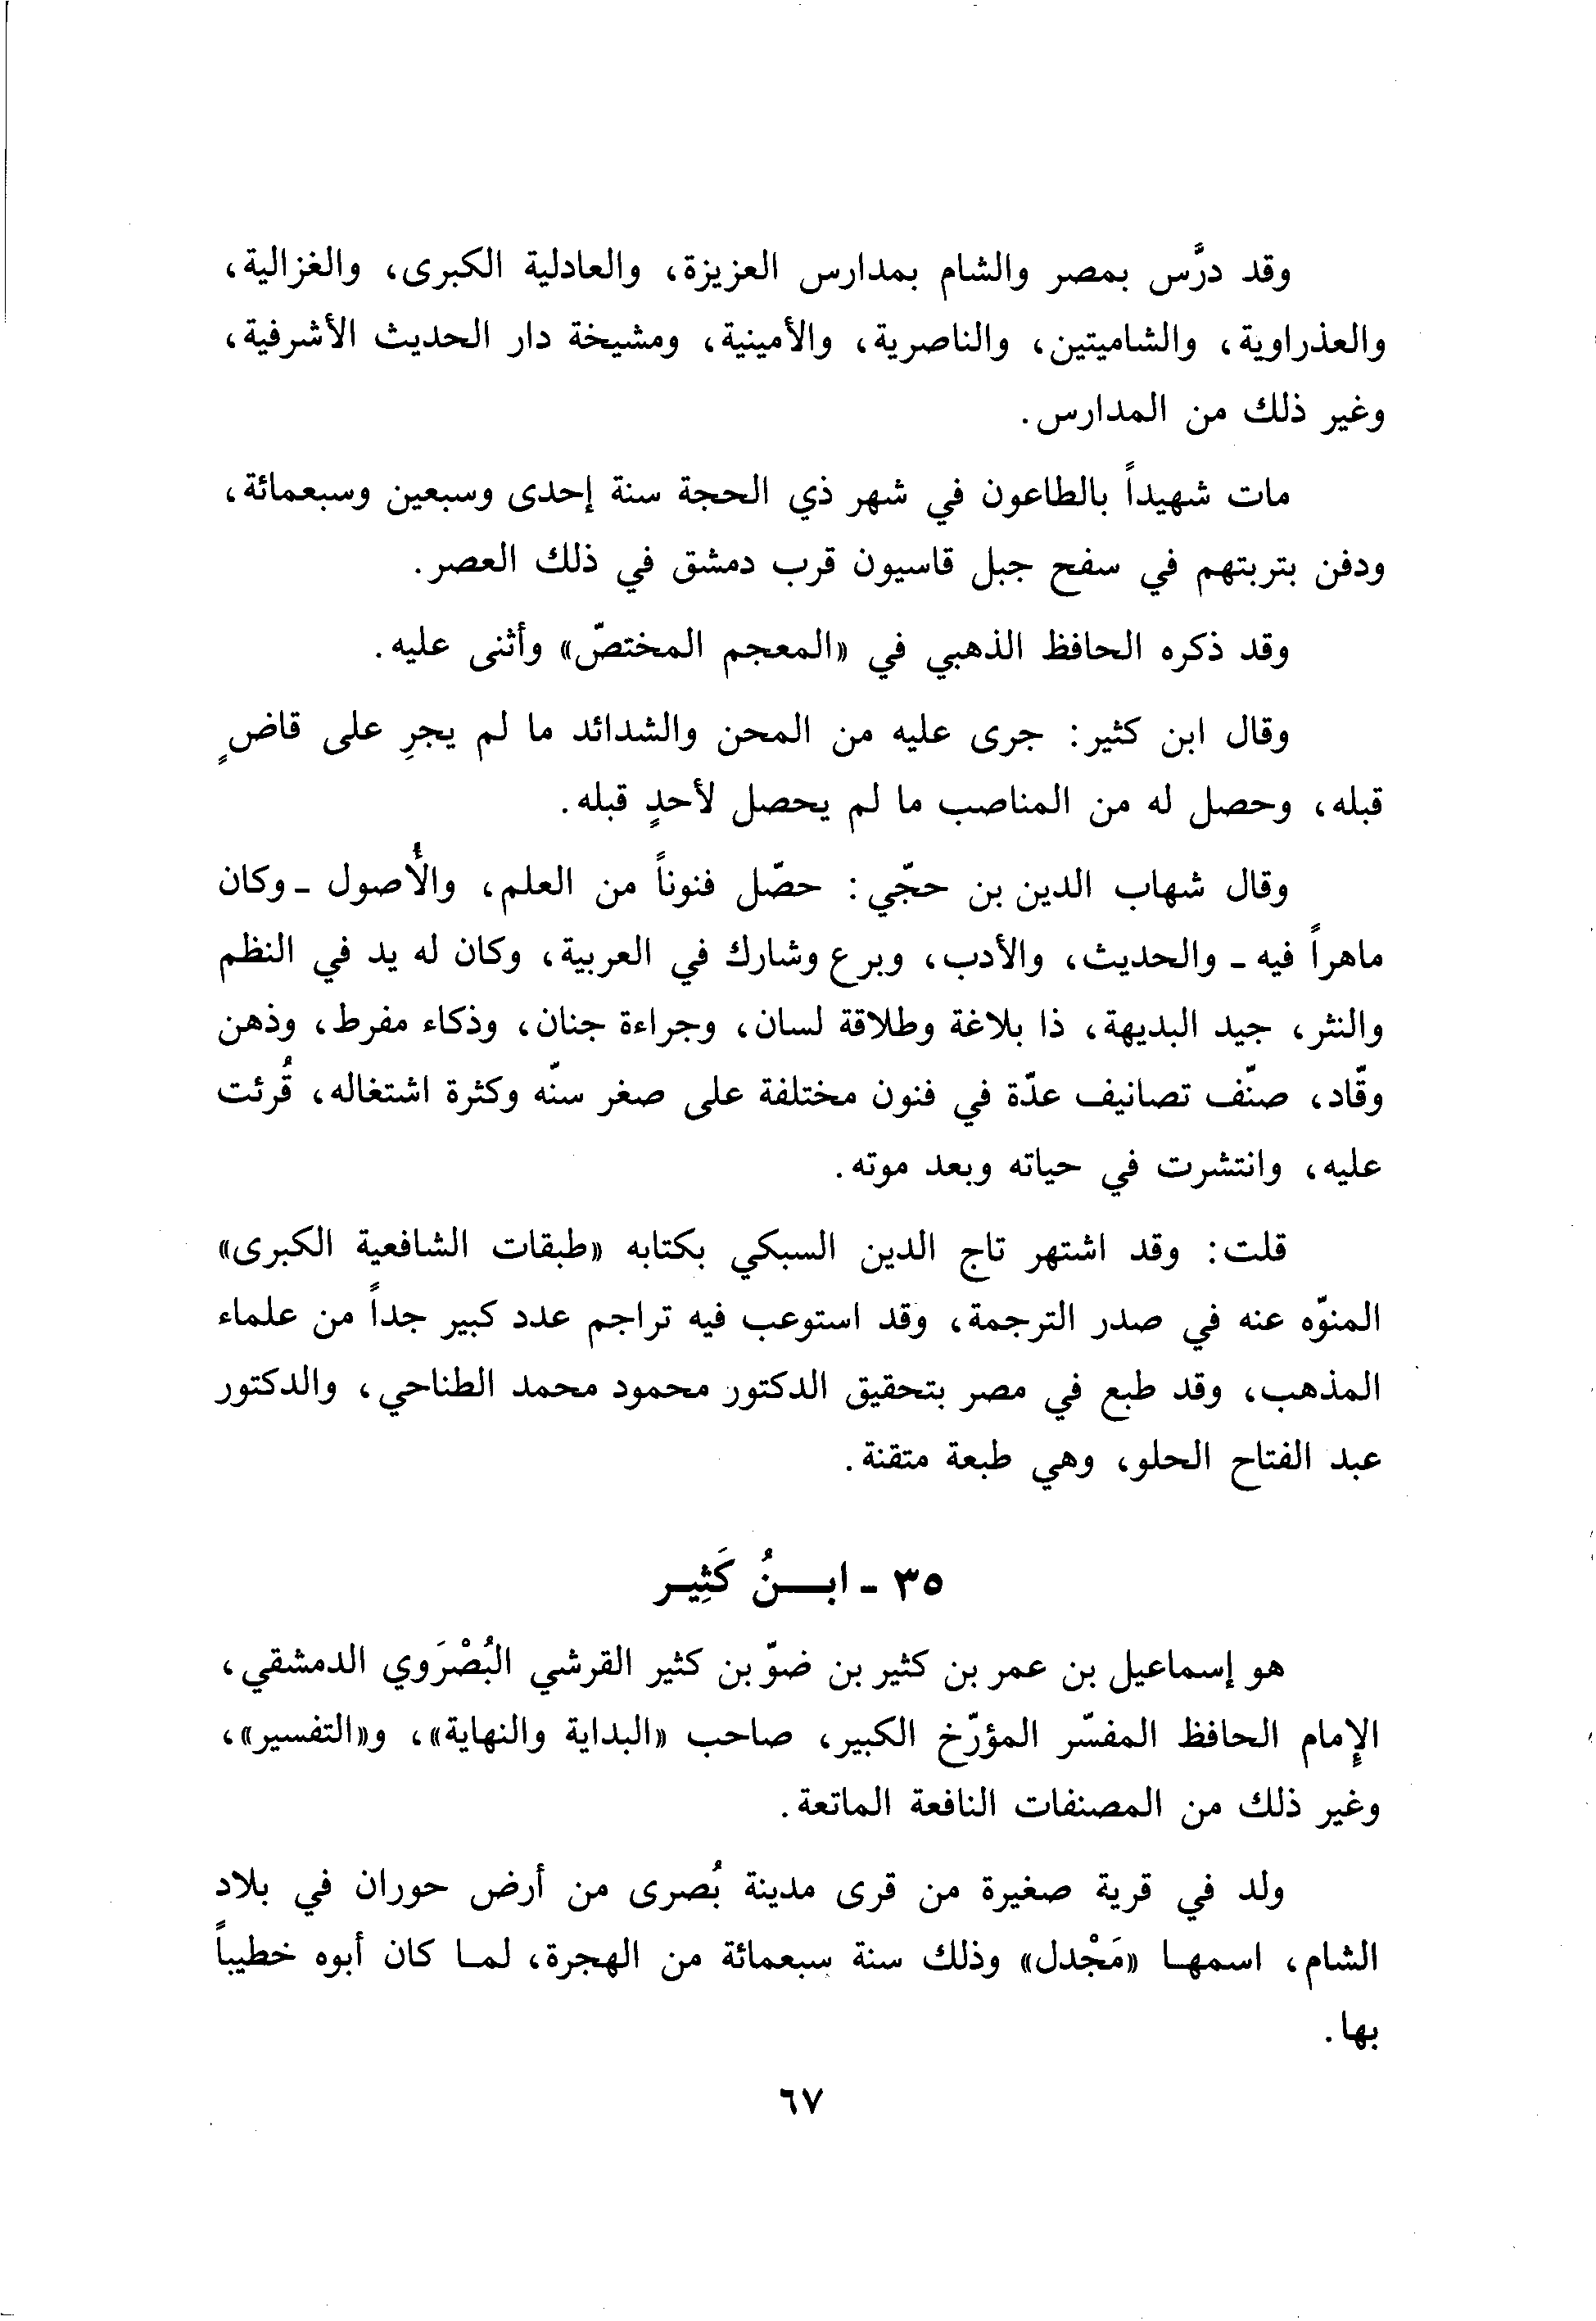 وقد درَّس بمصر والشام بمدارس العزيزة، والعادلية الكبرى، والغزالية،
والعذراوية، والشاميتين، والناصرية، والأمينية، ومشيخة دار الحديث الأشرفية،
وغير ذلك من المدارس.
مات شهيداً بالطاعون في شهر ذي الحجة سنة إحدى وسبعين وسبعمائة،
ودفن بتربتهم في سفح جبل قاسيون قرب دمشق في ذلك العصر.
وقد ذكره الحافظ الذهبي في «المعجم المختصّ» وأثنى عليه.
وقال ابن كثير: جرى عليه من المحن والشدائد ما لم يجرِ على قاضٍ
قبله، وحصل له من المناصب ما لم يحصل لأحدٍ قبله.
وقال شهاب الدين بن حجّي: حصّل فنوناً من العلم، والأُصول - وكان
ماهراً فيه - والحديث، والأدب، وبرع وشارك في العربية، وكان له يد في النظم
والنثر، جيد البديهة، ذا بلاغة وطلاقة لسان، وجراءة جنان، وذكاء مفرط، وذهن
وقّاد، صنّف تصانيف عدّة في فنون مختلفة على صغر سنّه وكثرة اشتغاله، قُرئت
عليه، وانتشرت في حياته وبعد موته.
قلت: وقد اشتهر تاج الدين السبكي بكتابه «طبقات الشافعية الكبرى»
المنوّه عنه في صدر الترجمة، وقد استوعب فيه تراجم عدد كبير جداً من علماء
المذهب، وقد طبع في مصر بتحقيق الدكتور محمود محمد الطناحي، والدكتور
عبد الفتاح الحلو، وهي طبعة متقنة.
٣٥ - ابـنُ كَثِيـر
هو إسماعيل بن عمر بن كثير بن ضوّ بن كثير القرشي البُصْرَوي الدمشقي،
الإمام الحافظ المفسّر المؤرّخ الكبير، صاحب «البداية والنهاية»، و«التفسير»،
وغير ذلك من المصنفات النافعة الماتعة.
ولد في قرية صغيرة من قرى مدينة بُصرى من أرض حوران في بلاد
الشام، اسمهـا «مَجْدل» وذلك سنة سبعمائة من الهجرة، لمـا كان أبوه خطيباً
بها.
٦٧